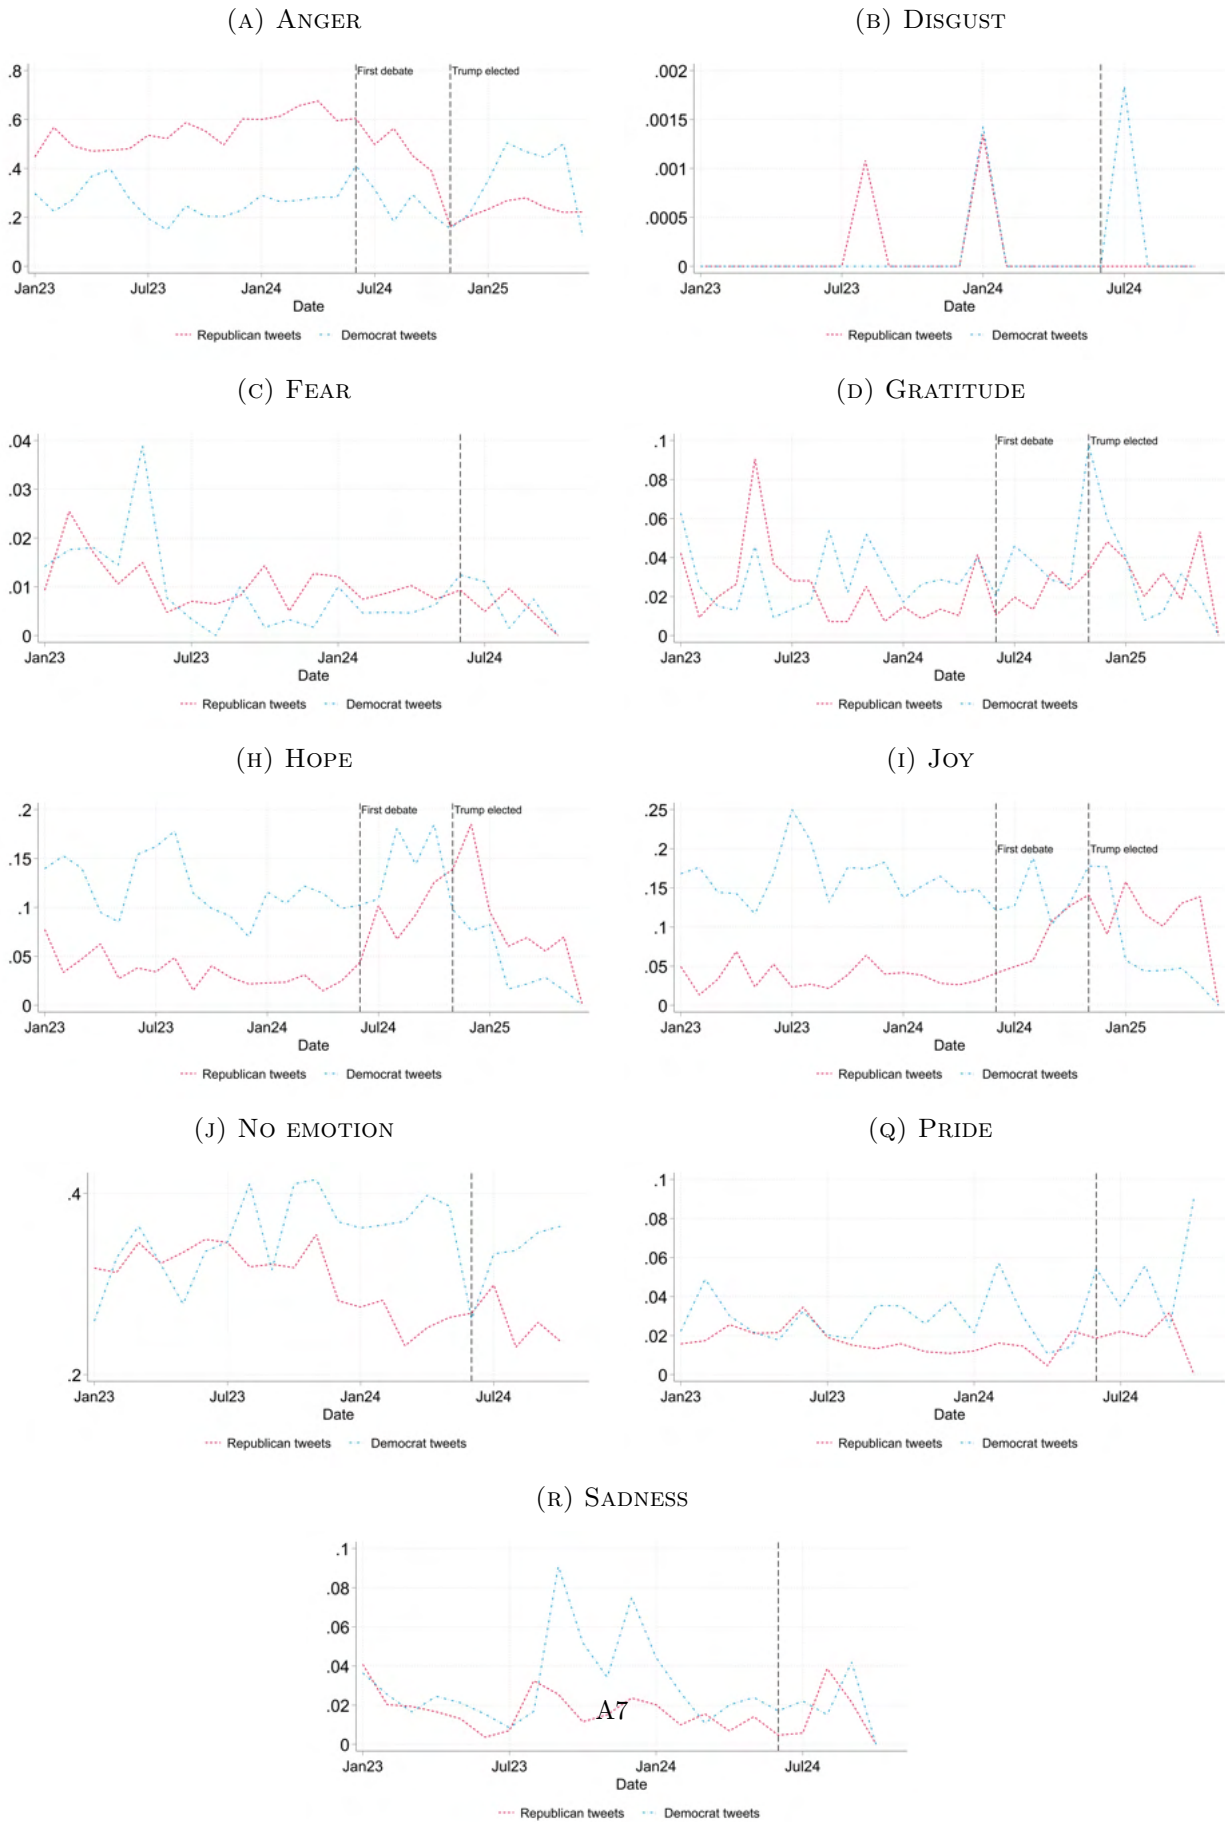 (A) ANGER
.8
.6
.4
.2
0
First debate
Trump elected
Jan23 Jul23 Jan24 Jul24 Jan25
Date
Republican tweets Democrat tweets
(B) DISGUST
.002
.0015
.001
.0005
0
Jan23 Jul23 Jan24 Jul24
Date
Republican tweets Democrat tweets
(C) FEAR
.04
.03
.02
.01
0
Jan23 Jul23 Jan24 Jul24
Date
Republican tweets Democrat tweets
(D) GRATITUDE
.1
.08
.06
.04
.02
0
First debate
Trump elected
Jan23 Jul23 Jan24 Jul24 Jan25
Date
Republican tweets Democrat tweets
(H) HOPE
.2
.15
.1
.05
0
First debate
Trump elected
Jan23 Jul23 Jan24 Jul24 Jan25
Date
Republican tweets Democrat tweets
(I) JOY
.25
.2
.15
.1
.05
0
First debate
Trump elected
Jan23 Jul23 Jan24 Jul24 Jan25
Date
Republican tweets Democrat tweets
(J) NO EMOTION
.4
.2
Jan23 Jul23 Jan24 Jul24
Date
Republican tweets Democrat tweets
(Q) PRIDE
.1
.08
.06
.04
.02
0
Jan23 Jul23 Jan24 Jul24
Date
Republican tweets Democrat tweets
(R) SADNESS
.1
.08
.06
.04
.02
0
A7
Jan23 Jul23 Jan24 Jul24
Date
Republican tweets Democrat tweets